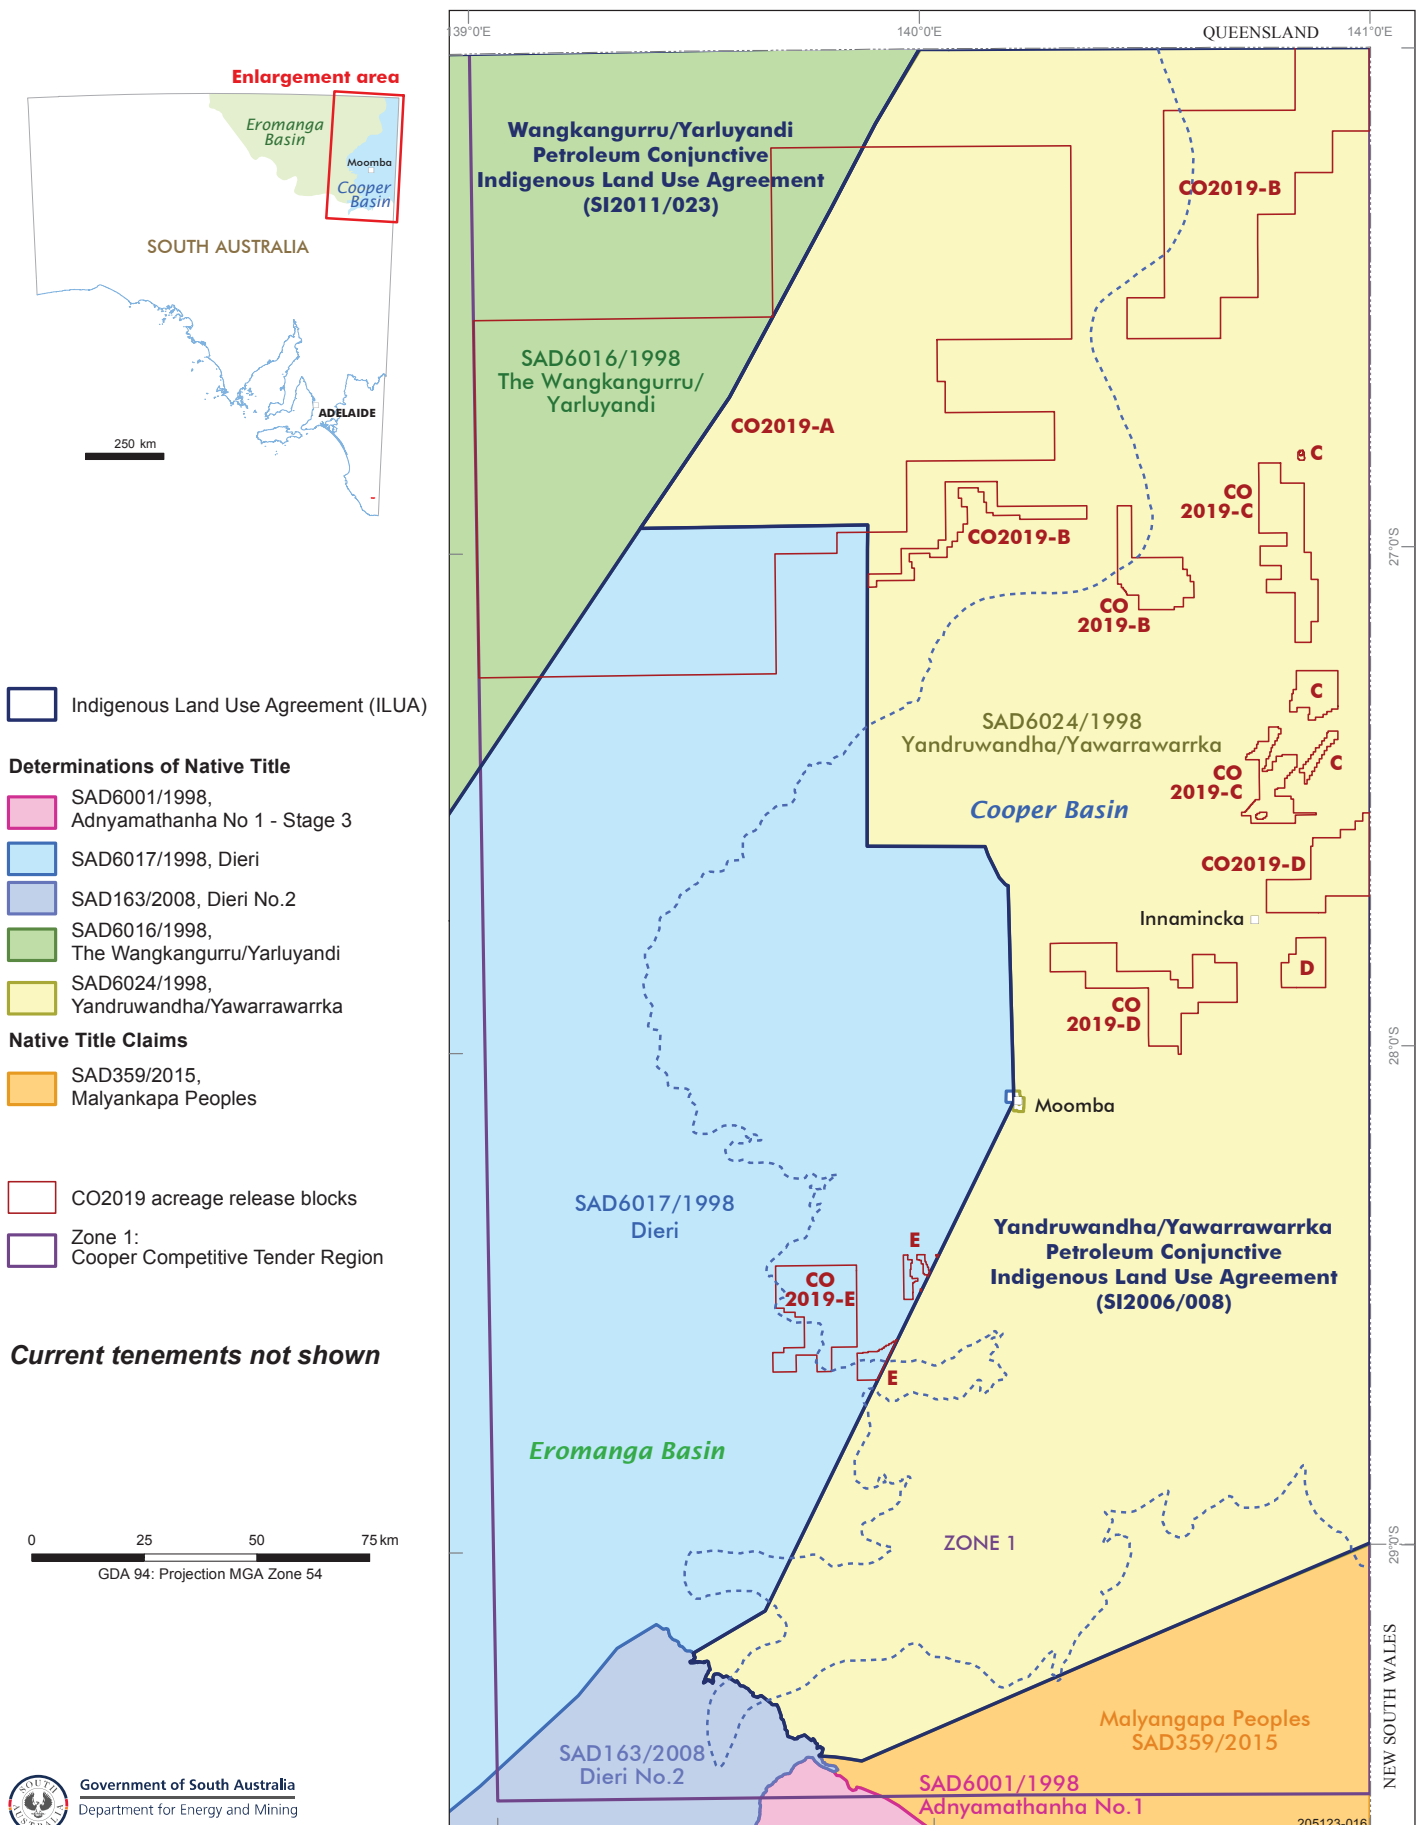 139°0'E
140°0'E
141°0'E
QUEENSLAND
Enlargement area
Eromanga
Basin
Moomba
Cooper
Basin
SOUTH AUSTRALIA
ADELAIDE
250 km
Wangkangurru/Yarluyandi
Petroleum Conjunctive
Indigenous Land Use Agreement
(SI2011/023)
CO2019-B
SAD6016/1998
The Wangkangurru/
Yarluyandi
CO2019-A
C
CO
2019-C
CO2019-B
27°0'S
CO
2019-B
C
SAD6024/1998
Yandruwandha/Yawarrawarrka
C
CO
2019-C
Cooper Basin
CO2019-D
Innamincka
D
CO
2019-D
28°0'S
Moomba
SAD6017/1998
Dieri
Yandruwandha/Yawarrawarrka
Petroleum Conjunctive
Indigenous Land Use Agreement
(SI2006/008)
E
CO
2019-E
E
Eromanga Basin
ZONE 1
29°0'S
NEW SOUTH WALES
Malyangapa Peoples
SAD359/2015
SAD163/2008
Dieri No.2
SAD6001/1998
Adnyamathanha No.1
205123-016
Indigenous Land Use Agreement (ILUA)
Determinations of Native Title
SAD6001/1998,
Adnyamathanha No 1 - Stage 3
SAD6017/1998, Dieri
SAD163/2008, Dieri No.2
SAD6016/1998,
The Wangkangurru/Yarluyandi
SAD6024/1998,
Yandruwandha/Yawarrawarrka
Native Title Claims
SAD359/2015,
Malyankapa Peoples
CO2019 acreage release blocks
Zone 1:
Cooper Competitive Tender Region
Current tenements not shown
0 25 50 75 km
GDA 94: Projection MGA Zone 54
SOUTH
AUSTRALIA
Government of South Australia
Department for Energy and Mining